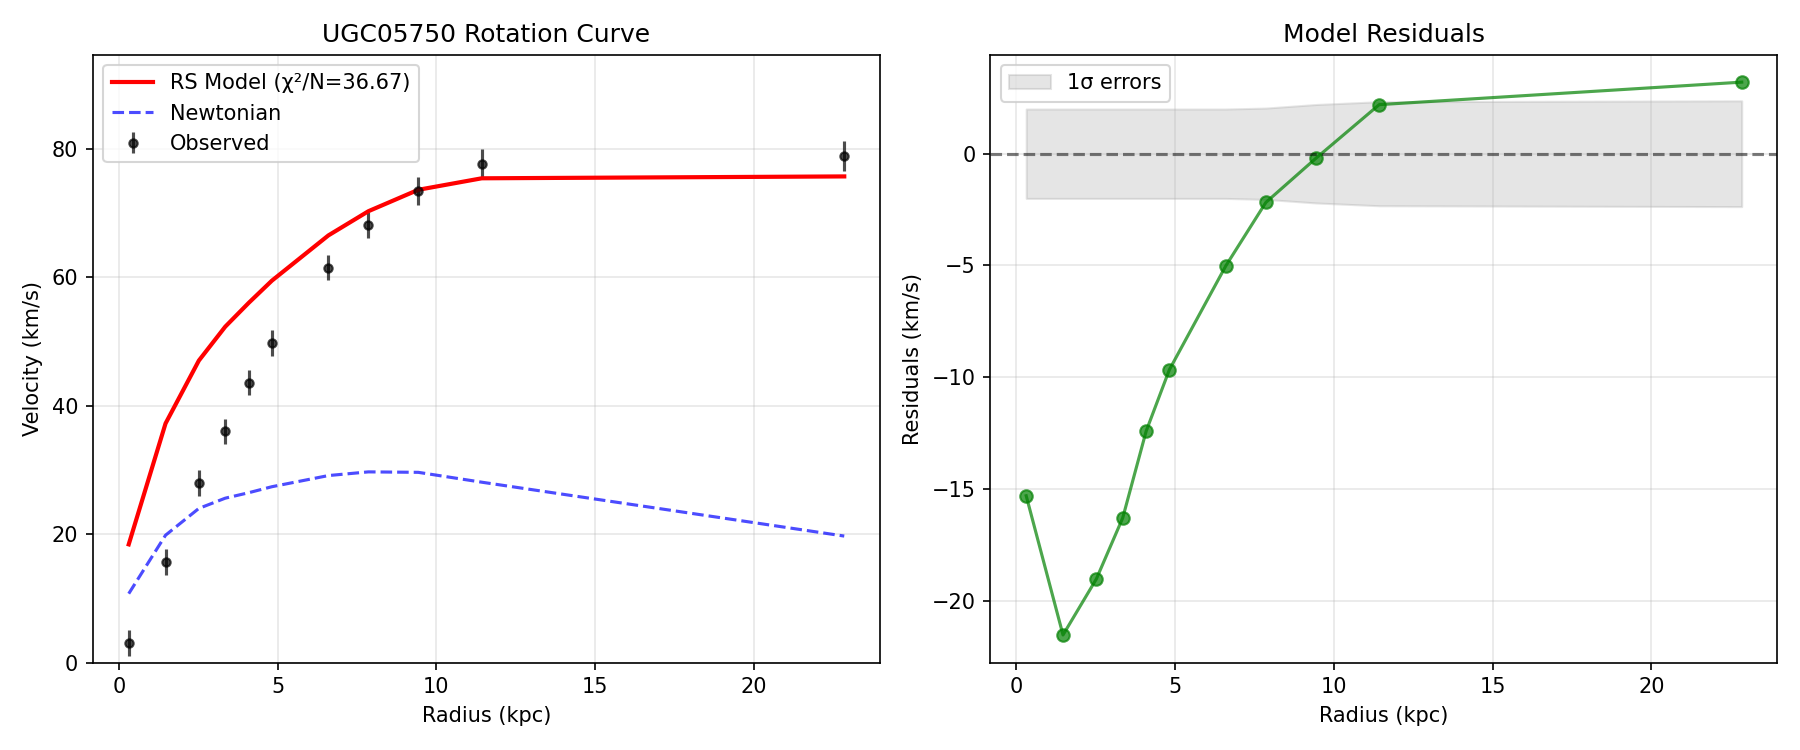 UGC05750 Rotation Curve
RS Model (χ²/N=36.67)
Newtonian
Observed
80
60
40
20
0
0 5 10 15 20
Velocity (km/s)
Radius (kpc)
Model Residuals
1σ errors
0
−5
−10
−15
−20
0 5 10 15 20
Residuals (km/s)
Radius (kpc)